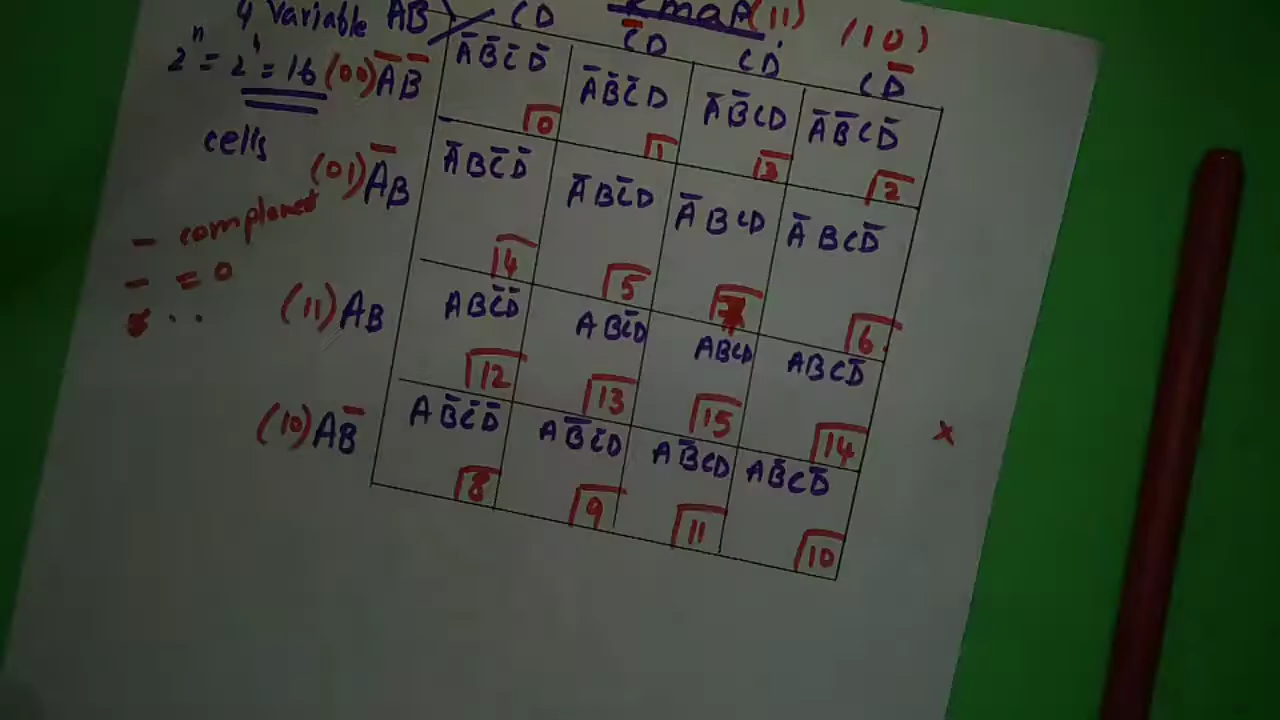 4 Variable AB CD Kmap (11) (10)
C̅D CD CD̅
2ⁿ = 2⁴ = 16 (00) A̅B̅ A̅B̅C̅D̅ A̅B̅C̅D A̅B̅CD A̅B̅CD̅
0 1 3 2
cells
(01) A̅B A̅BC̅D̅ A̅BC̅D A̅BCD A̅BCD̅
4 5 7 6
- complement
- = 0
(11) AB ABC̅D̅ ABC̅D ABCD ABCD̅
12 13 15 14
(10) AB̅ AB̅C̅D̅ AB̅C̅D AB̅CD AB̅CD̅
8 9 11 10
x